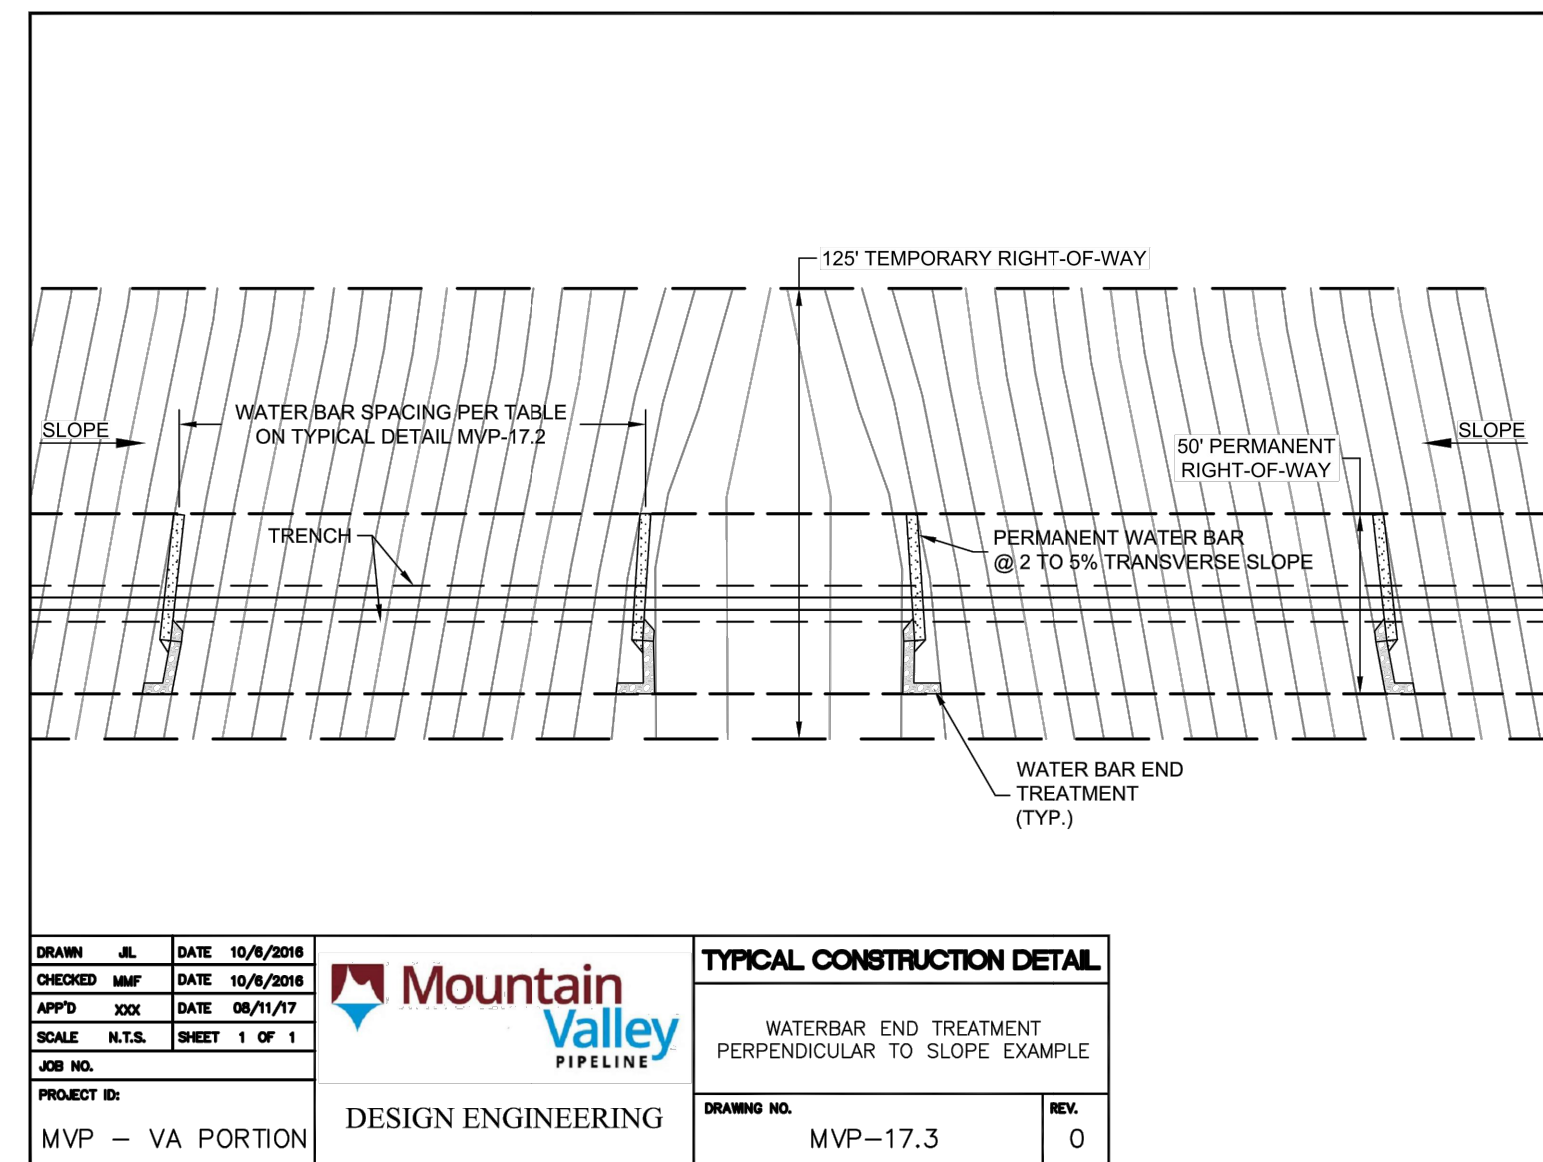 125' TEMPORARY RIGHT-OF-WAY
WATER BAR SPACING PER TABLE
ON TYPICAL DETAIL MVP-17.2
SLOPE
SLOPE
50' PERMANENT
RIGHT-OF-WAY
TRENCH
PERMANENT WATER BAR
@ 2 TO 5% TRANSVERSE SLOPE
WATER BAR END
TREATMENT
(TYP.)
DRAWN JIL DATE 10/6/2016
CHECKED MMF DATE 10/6/2016
APP'D XXX DATE 08/11/17
SCALE N.T.S. SHEET 1 OF 1
JOB NO.
PROJECT ID:
MVP - VA PORTION
Mountain
Valley
PIPELINE
DESIGN ENGINEERING
TYPICAL CONSTRUCTION DETAIL
WATERBAR END TREATMENT
PERPENDICULAR TO SLOPE EXAMPLE
DRAWING NO.
MVP-17.3
REV.
0